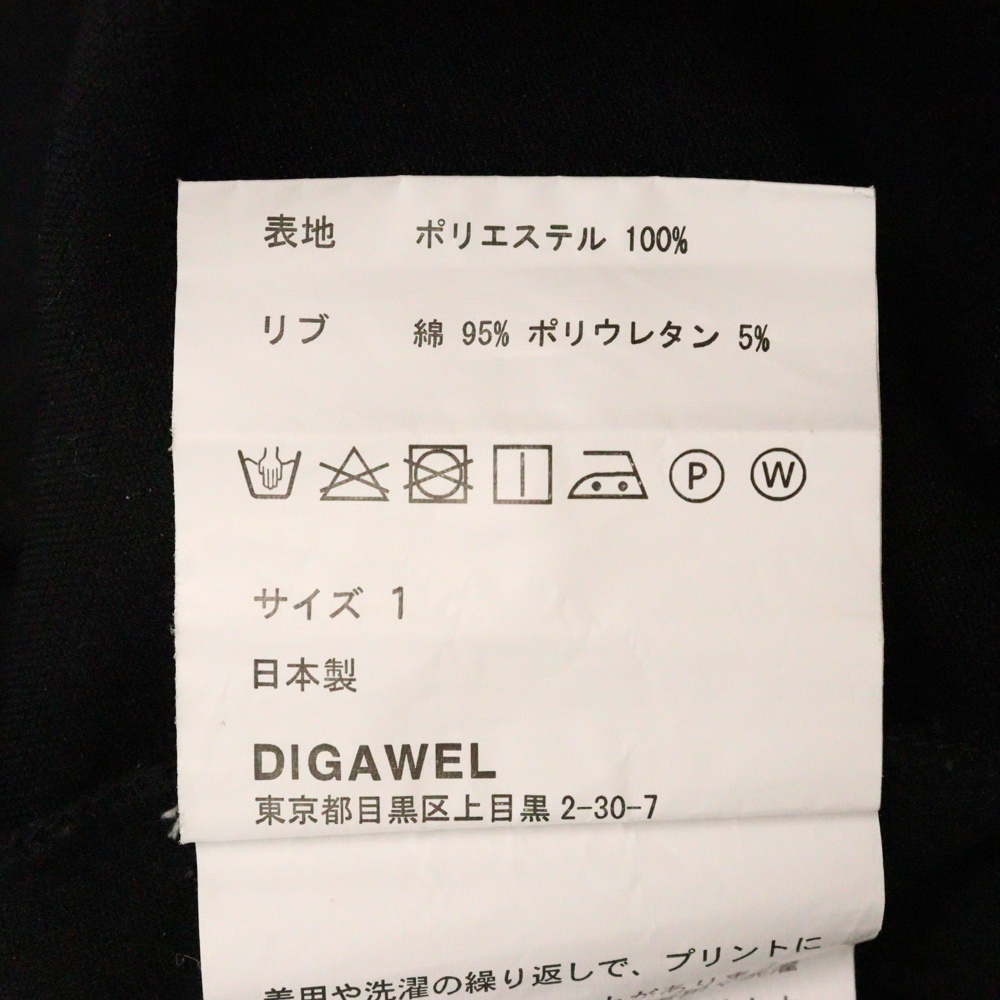 表地 ポリエステル 100%
リブ 綿 95% ポリウレタン 5%
P W
サイズ 1
日本製
DIGAWEL
東京都目黒区上目黒 2-30-7
着用や洗濯の繰り返しで、プリントに